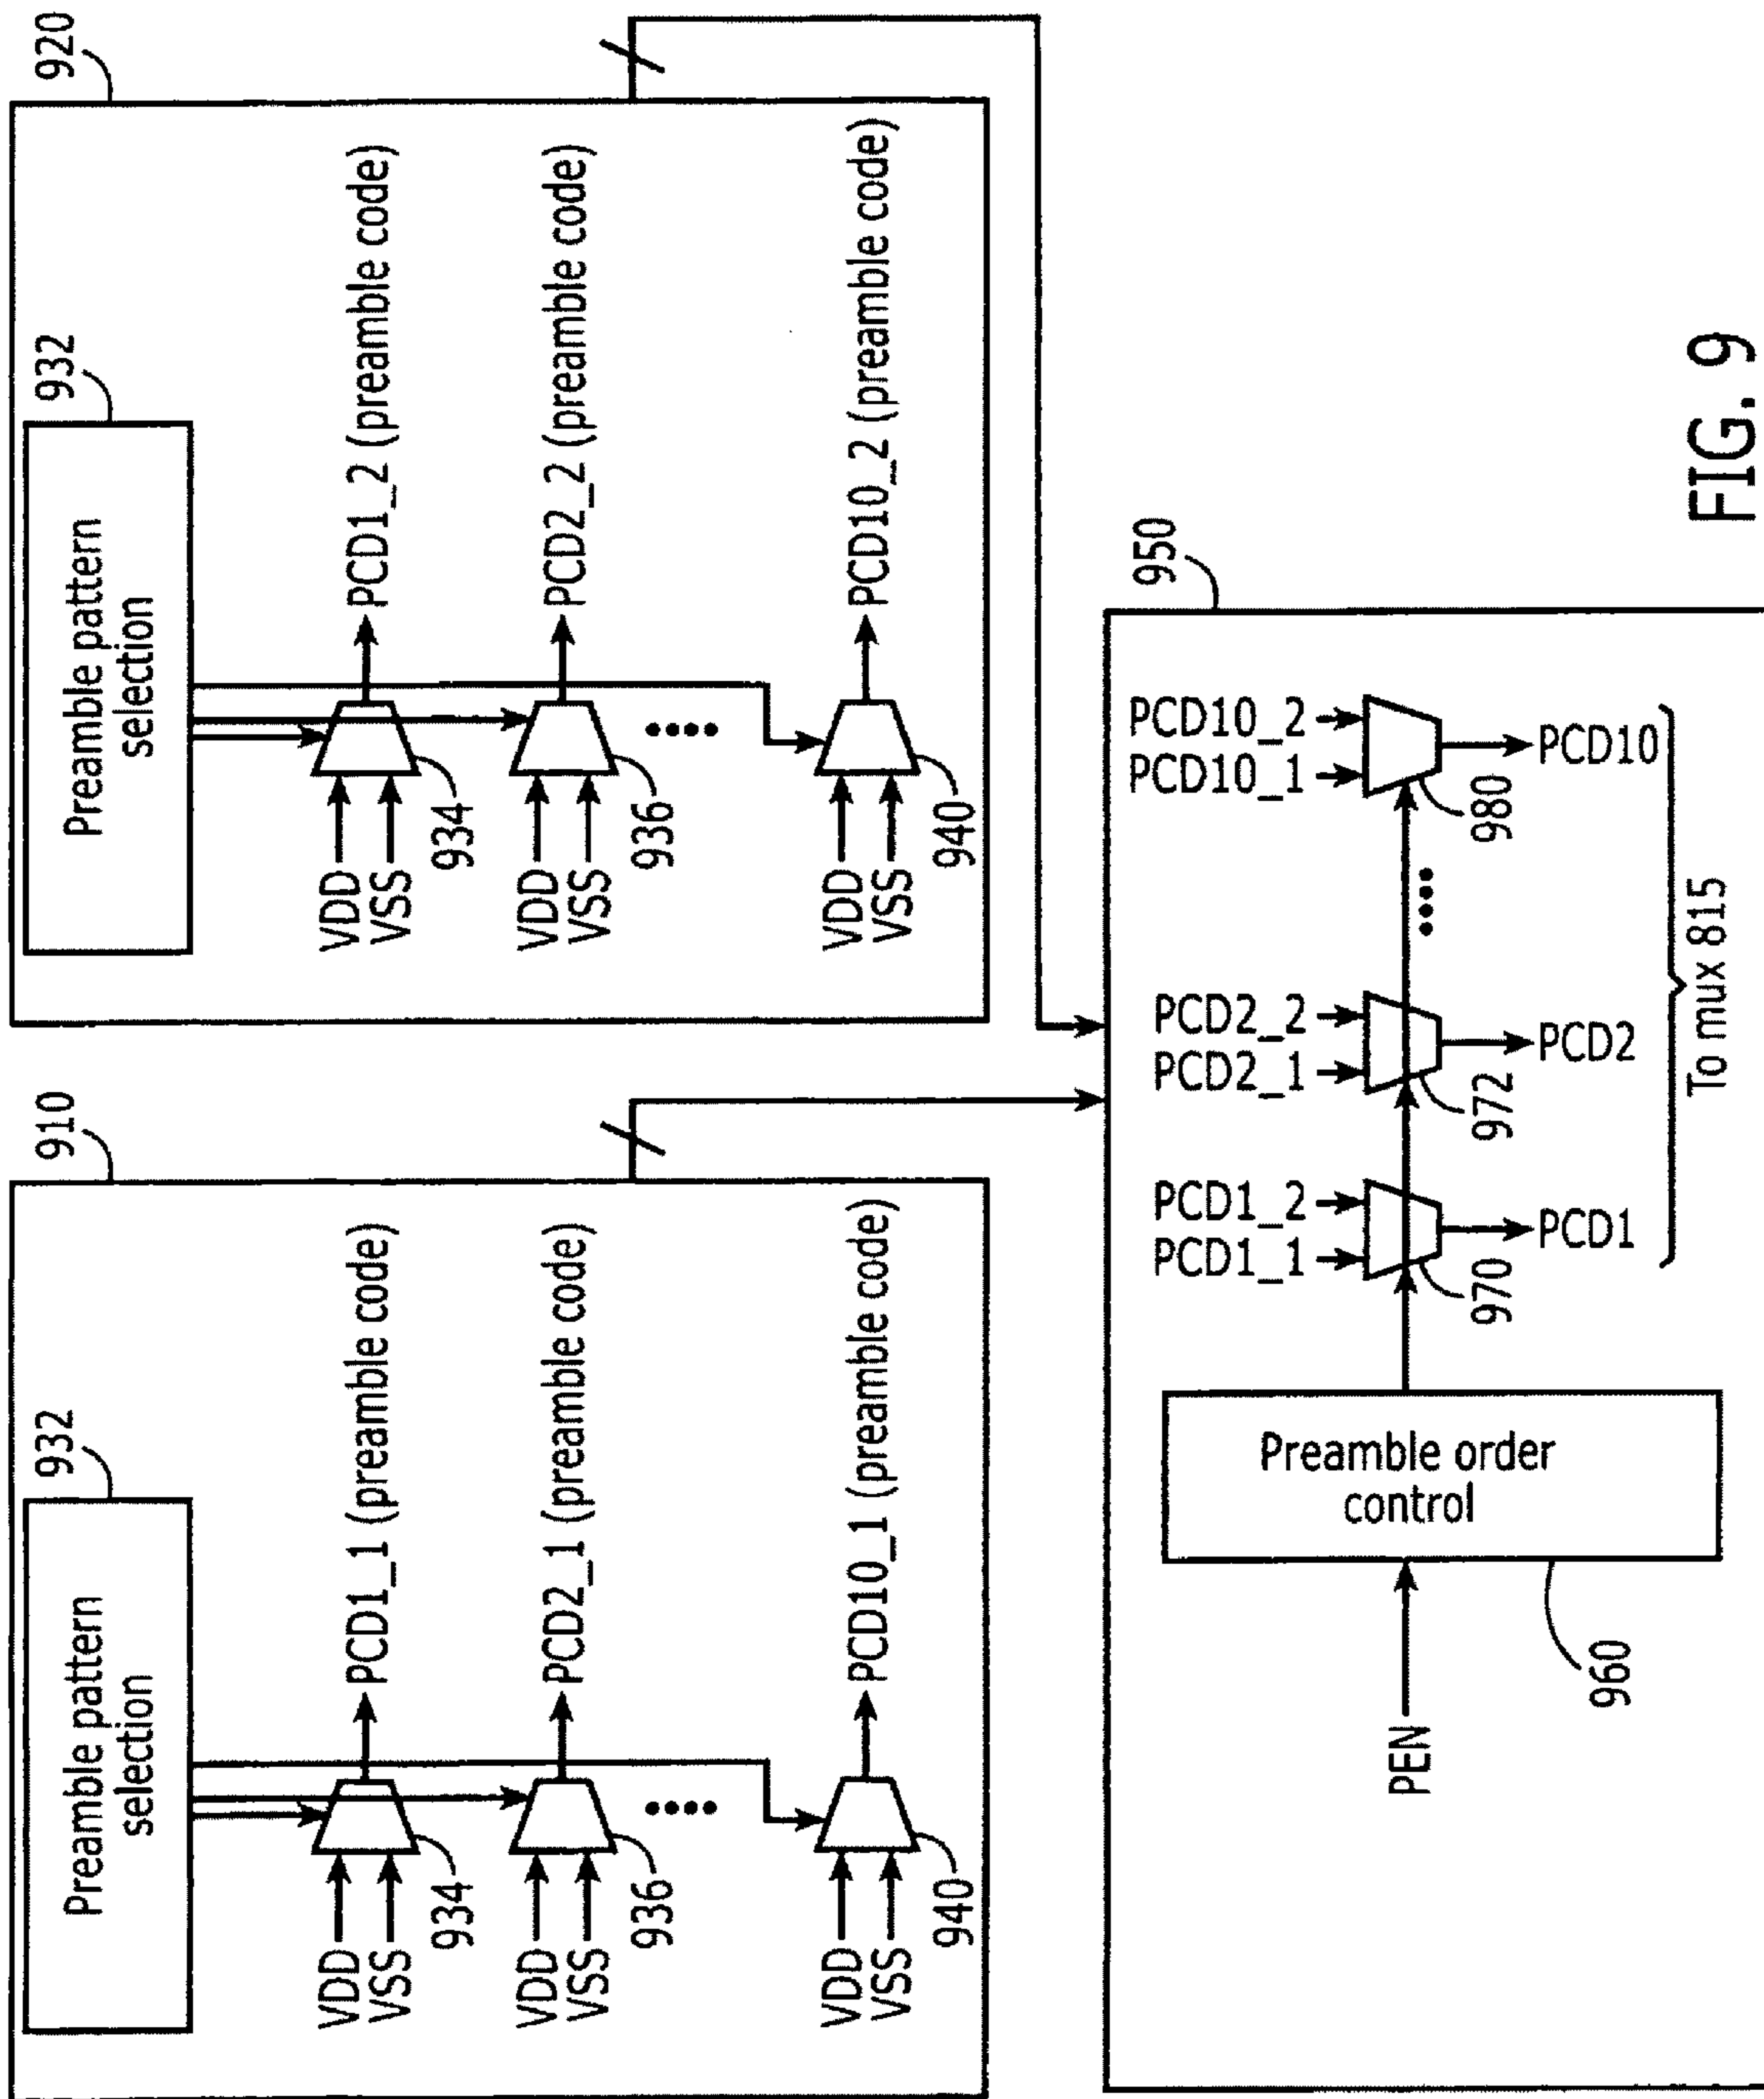 910
932
Preamble pattern
selection
VDD
VSS
934
PCD1_1 (preamble code)
VDD
VSS
936
PCD2_1 (preamble code)
VDD
VSS
940
PCD10_1 (preamble code)
920
932
Preamble pattern
selection
VDD
VSS
934
PCD1_2 (preamble code)
VDD
VSS
936
PCD2_2 (preamble code)
VDD
VSS
940
PCD10_2 (preamble code)
950
PEN
Preamble order
control
960
PCD1_1
PCD1_2
970
PCD1
PCD2_1
PCD2_2
972
PCD2
PCD10_1
PCD10_2
980
PCD10
To mux 815
FIG. 9